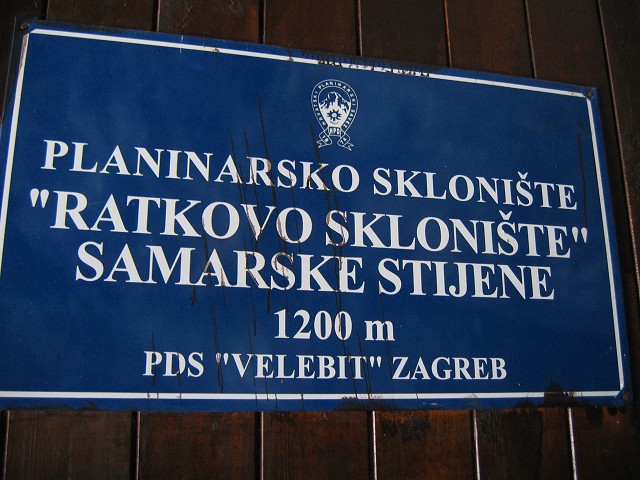 PLANINARSKO SKLONIŠTE
"RATKOVO SKLONIŠTE"
SAMARSKE STIJENE
1200 m
PDS "VELEBIT" ZAGREB